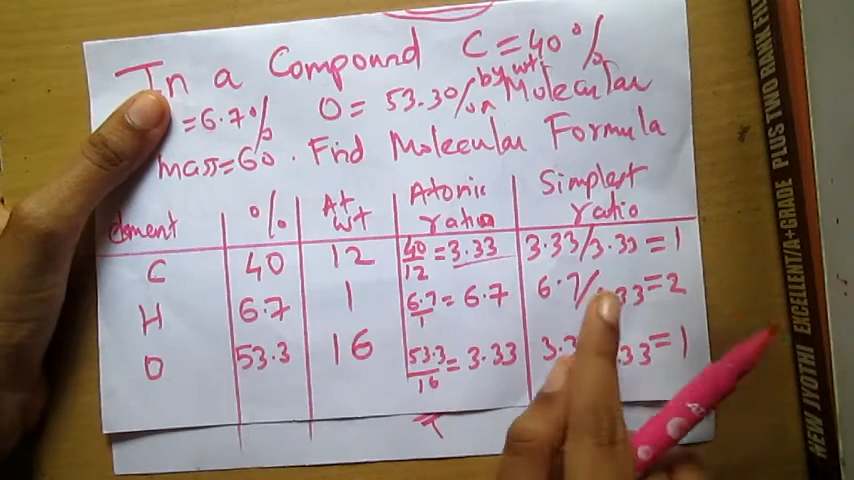 In a Compound C = 40%
= 6.7% O = 53.3% by wt. Molecular
mass = 60. Find Molecular Formula
element % At wt Atomic ratio Simplest ratio
C 40 12 40/12 = 3.33 3.33/3.33 = 1
H 6.7 1 6.7/1 = 6.7 6.7/ .33 = 2
O 53.3 16 53.3/16 = 3.33 3.3 .33 = 1
NEW JYOTHI EXCELLENT/A+GRADE PLUS TWO RANK FILE